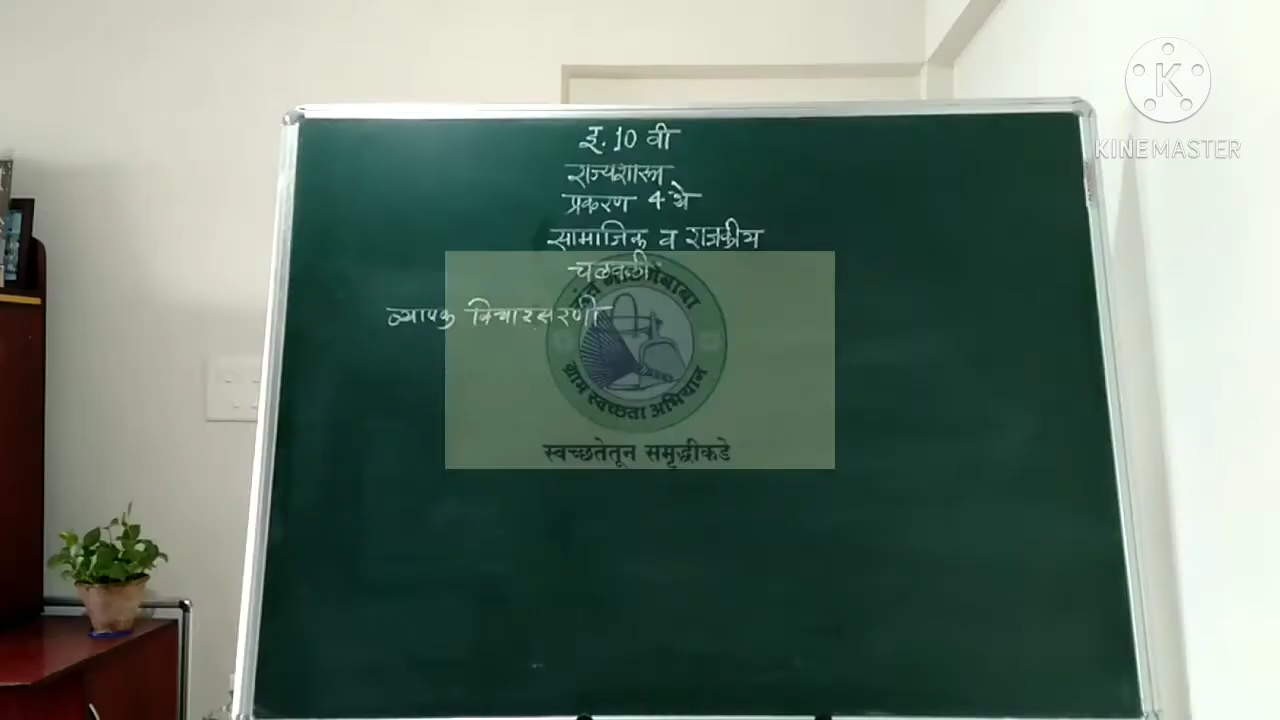 KINEMASTER
इ. 10 वी
राज्यशास्त्र
प्रकरण 4 थे
सामाजिक व राजकीय
चळवळी
व्यापक विचारसरणी
ग्राम स्वच्छता अभियान
स्वच्छतेतून समृद्धीकडे